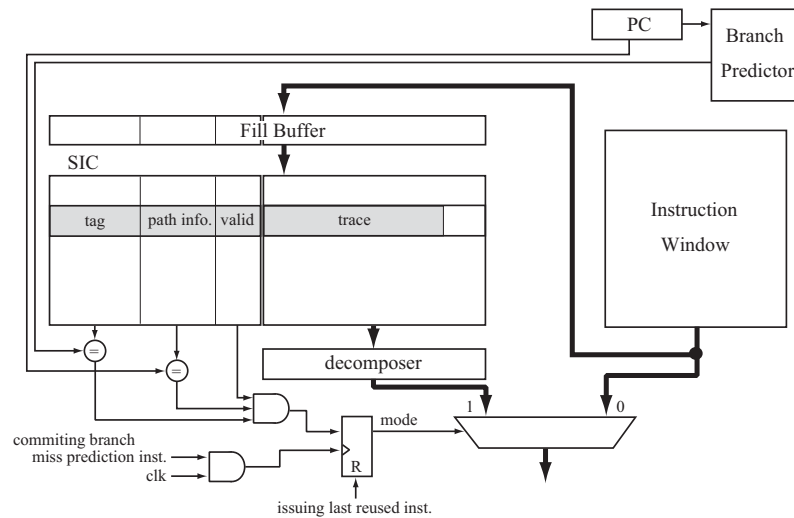 PC
Branch
Predictor
Fill Buffer
SIC
tag
path info.
valid
trace
Instruction
Window
=
=
decomposer
1
0
mode
commiting branch
miss prediction inst.
clk
R
issuing last reused inst.